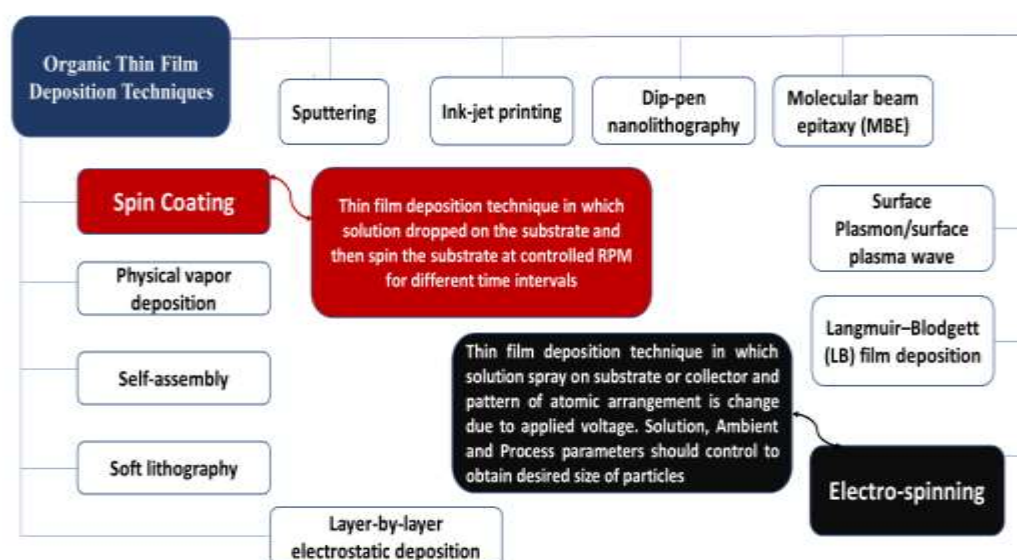 Organic Thin Film
Deposition Techniques
Sputtering
Ink-jet printing
Dip-pen
nanolithography
Molecular beam
epitaxy (MBE)
Spin Coating
Thin film deposition technique in which
solution dropped on the substrate and
then spin the substrate at controlled RPM
for different time intervals
Surface
Plasmon/surface
plasma wave
Physical vapor
deposition
Langmuir–Blodgett
(LB) film deposition
Thin film deposition technique in which
solution spray on substrate or collector and
pattern of atomic arrangement is change
due to applied voltage. Solution, Ambient
and Process parameters should control to
obtain desired size of particles
Self-assembly
Soft lithography
Electro-spinning
Layer-by-layer
electrostatic deposition